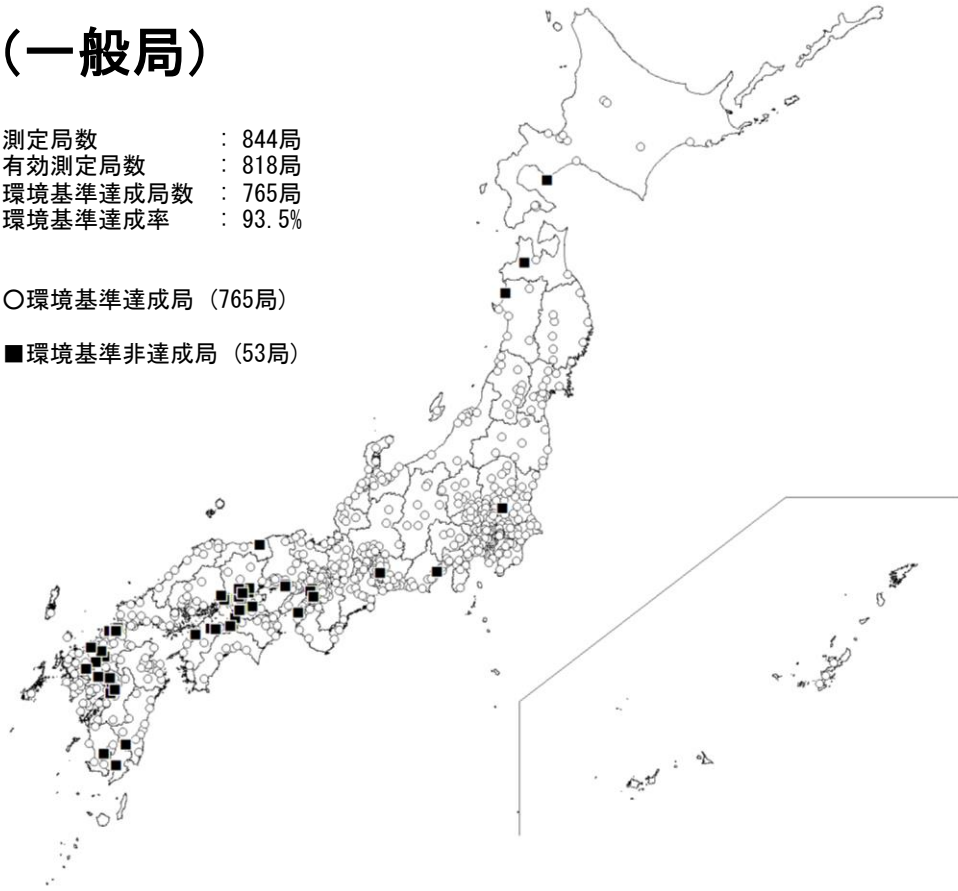 (一般局)
測定局数 : 844局
有効測定局数 : 818局
環境基準達成局数 : 765局
環境基準達成率 : 93.5%
○環境基準達成局 (765局)
■環境基準非達成局 (53局)